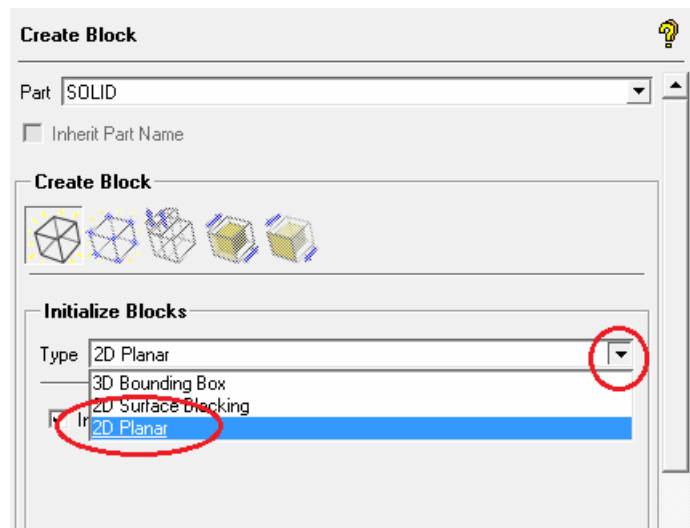 Create Block
Part SOLID
Inherit Part Name
Create Block
Initialize Blocks
Type 2D Planar
3D Bounding Box
2D Surface Blocking
2D Planar